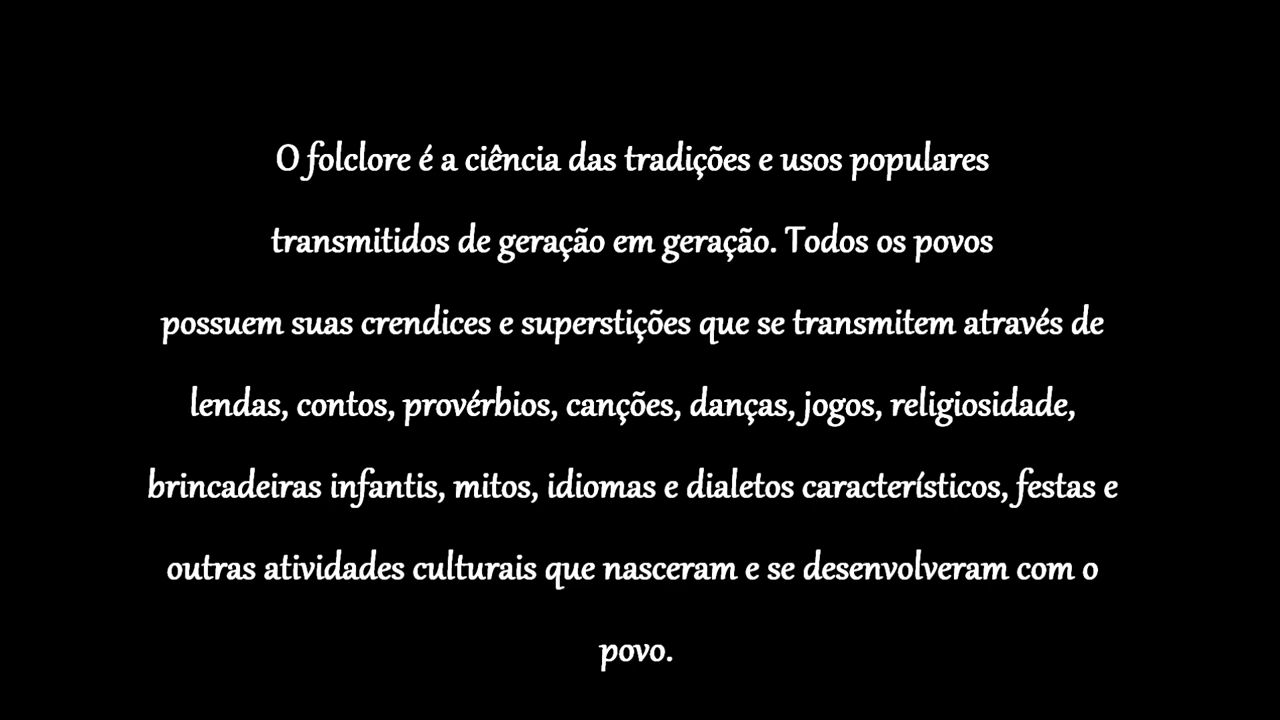 O folclore é a ciência das tradições e usos populares
transmitidos de geração em geração. Todos os povos
possuem suas crendices e superstições que se transmitem através de
lendas, contos, provérbios, canções, danças, jogos, religiosidade,
brincadeiras infantis, mitos, idiomas e dialetos característicos, festas e
outras atividades culturais que nasceram e se desenvolveram com o
povo.